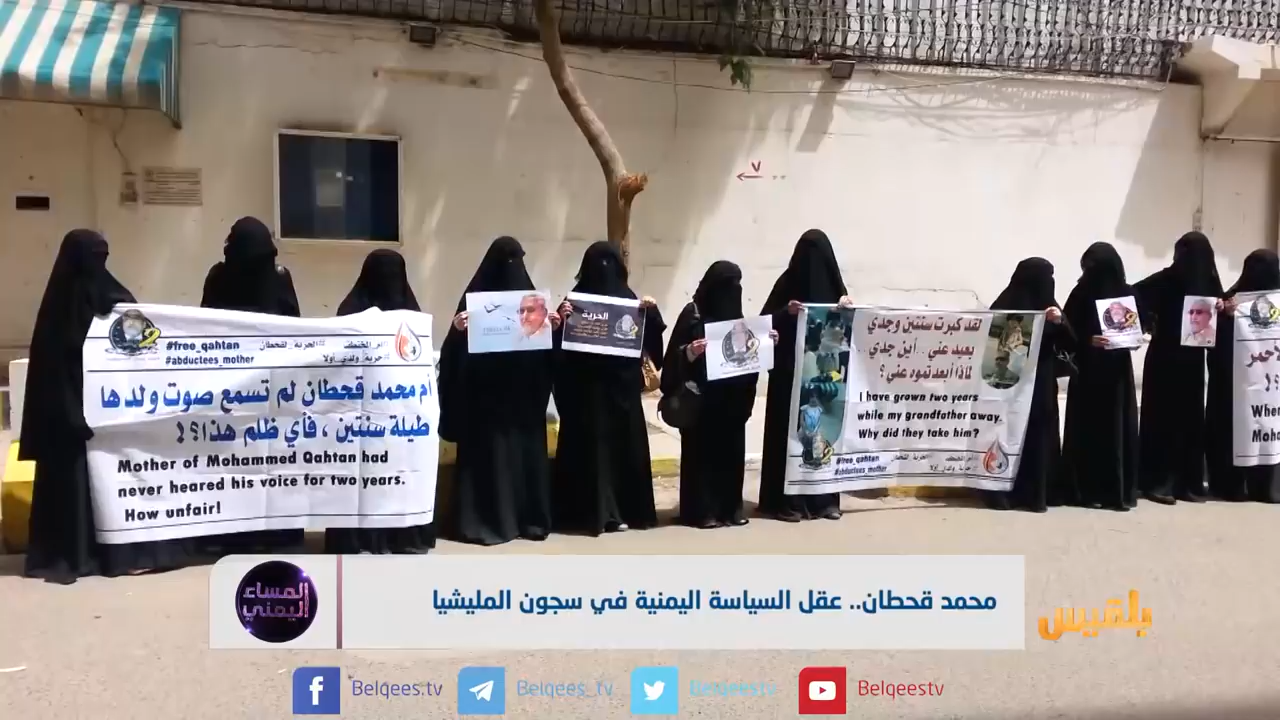 #free_qahtan
#abductees_mother
#الحرية_لقحطان
#حرية_ولدي_أولا
أم محمد قحطان لم تسمع صوت ولدها
طيلة سنتين ، فأي ظلم هذا؟!
Mother of Mohammed Qahtan had
never heared his voice for two years.
How unfair!
الحرية
لقد كبرت سنتين وجدي
بعيد عني .. أين جدي ..
لماذا أبعدتموه عني ؟
I have grown two years
while my grandfather away.
Why did they take him?
#free_qahtan
#abductees_mother
٧
المساء
اليمني
محمد قحطان.. عقل السياسة اليمنية في سجون المليشيا
بلقيس
Belqees.tv
Belqees_tv
Belqeestv
Belqeestv